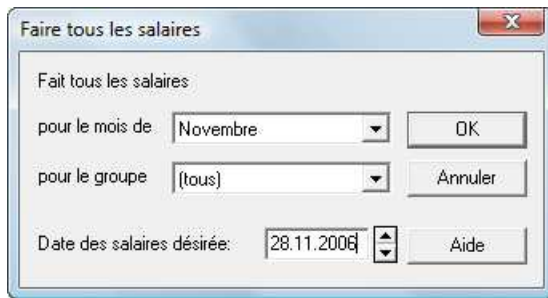 Faire tous les salaires
Fait tous les salaires
pour le mois de Novembre OK
pour le groupe (tous) Annuler
Date des salaires désirée: 28.11.2006 Aide